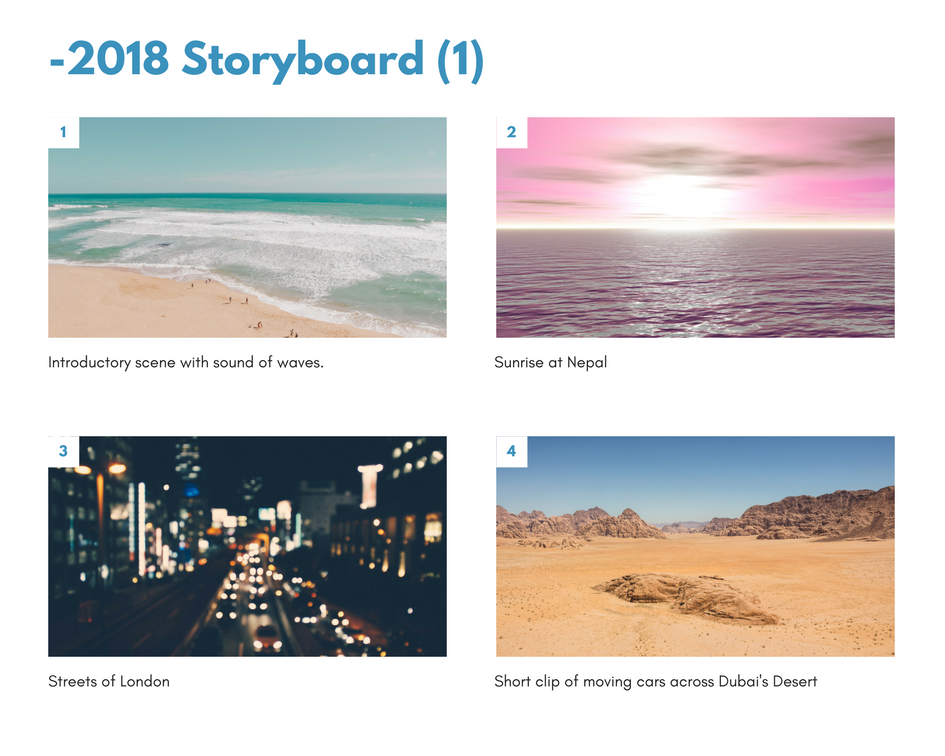 -2018 Storyboard (1)
1
2
Introductory scene with sound of waves.
Sunrise at Nepal
3
4
Streets of London
Short clip of moving cars across Dubai's Desert